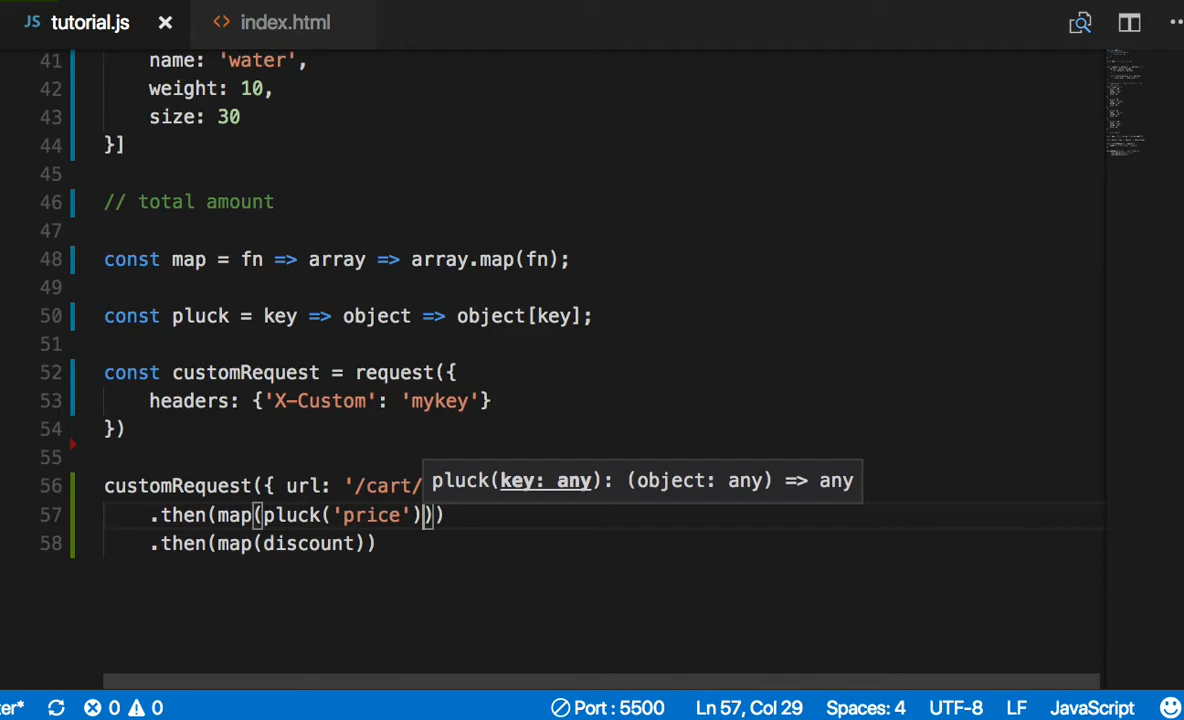 JS tutorial.js × <> index.html
41 name: 'water',
42 weight: 10,
43 size: 30
44 }]
45
46 // total amount
47
48 const map = fn => array => array.map(fn);
49
50 const pluck = key => object => object[key];
51
52 const customRequest = request({
53 headers: {'X-Custom': 'mykey'}
54 })
55
pluck(key: any): (object: any) => any
56 customRequest({ url: '/cart/
57 .then(map(pluck('price')))
58 .then(map(discount))
ter* 0 0 Port : 5500 Ln 57, Col 29 Spaces: 4 UTF-8 LF JavaScript